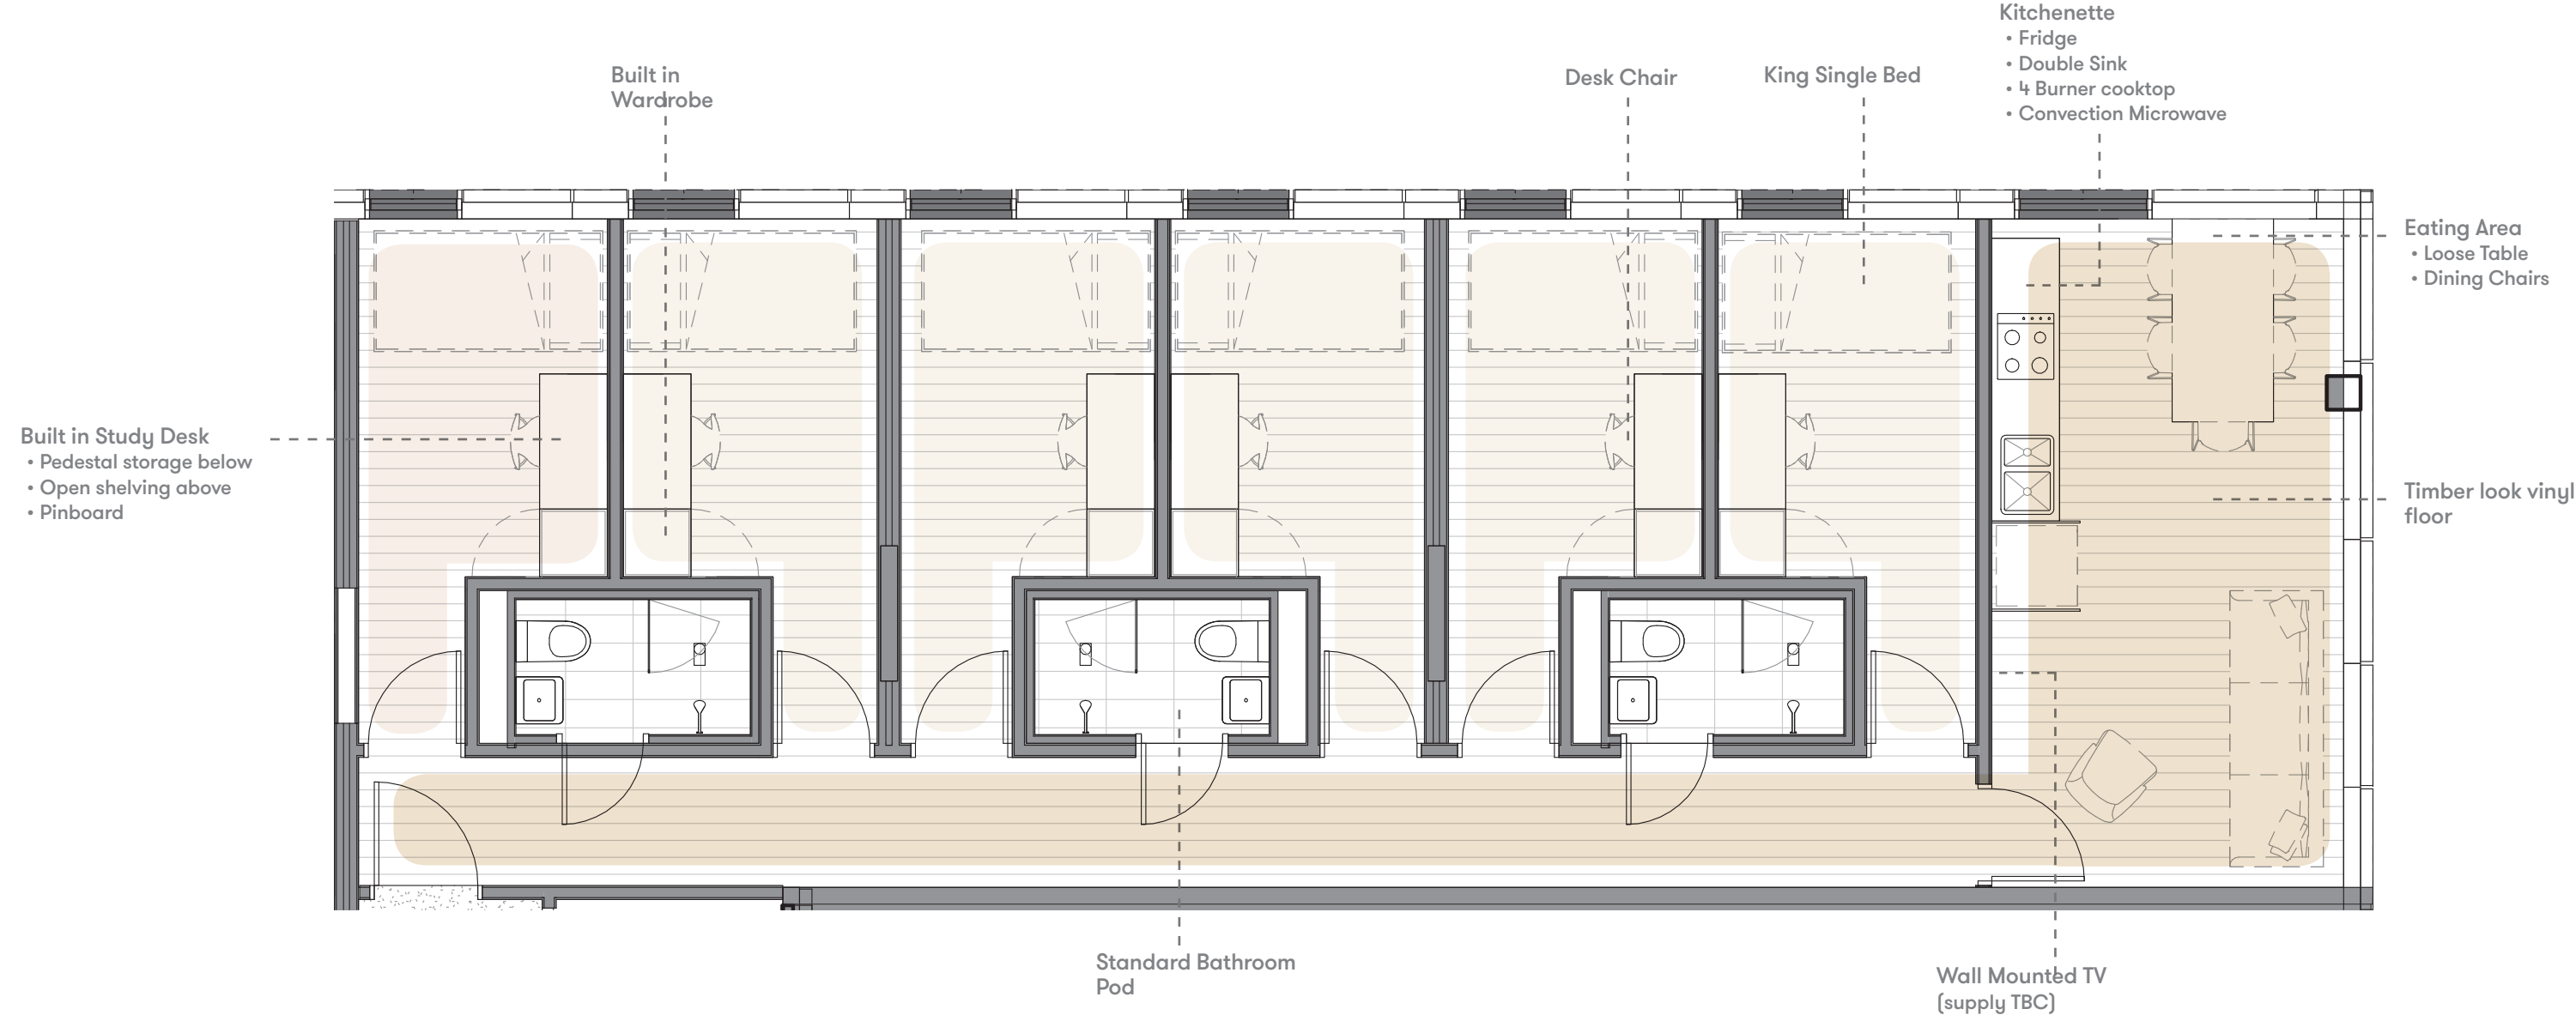 Kitchenette
• Fridge
• Double Sink
• 4 Burner cooktop
• Convection Microwave
Built in
Wardrobe
Desk Chair
King Single Bed
Eating Area
• Loose Table
• Dining Chairs
Built in Study Desk
• Pedestal storage below
• Open shelving above
• Pinboard
Timber look vinyl
floor
Standard Bathroom
Pod
Wall Mounted TV
(supply TBC)